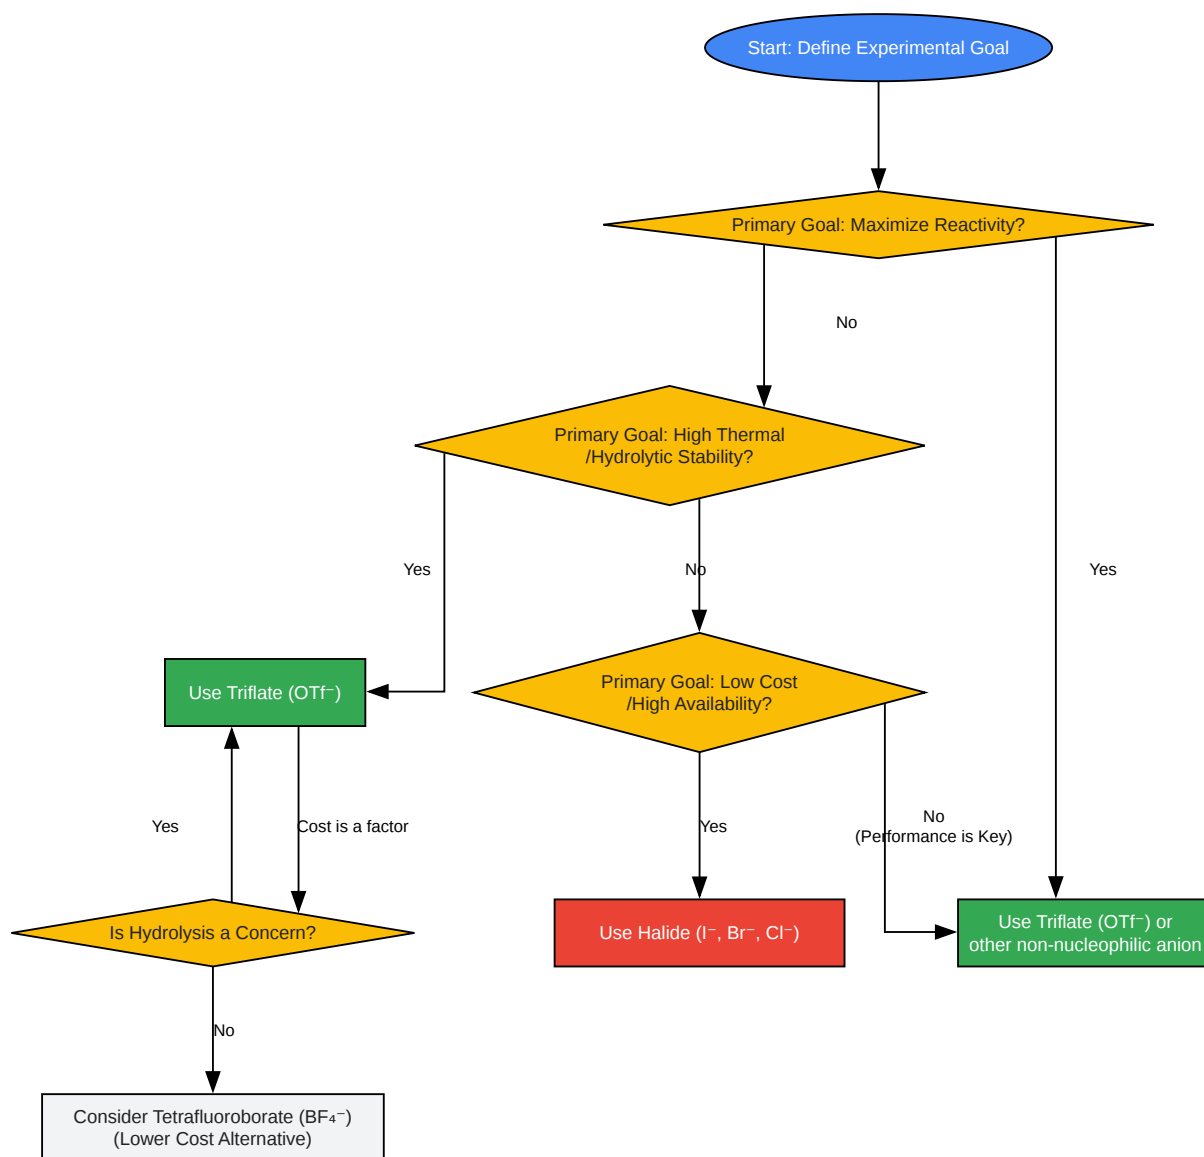 Start: Define Experimental Goal
Primary Goal: Maximize Reactivity?
No
Primary Goal: High Thermal
/Hydrolytic Stability?
Yes
No
Yes
Use Triflate (OTf⁻)
Primary Goal: Low Cost
/High Availability?
Yes
Cost is a factor
Yes
No
(Performance is Key)
Is Hydrolysis a Concern?
Use Halide (I⁻, Br⁻, Cl⁻)
Use Triflate (OTf⁻) or
other non-nucleophilic anion
No
Consider Tetrafluoroborate (BF₄⁻)
(Lower Cost Alternative)